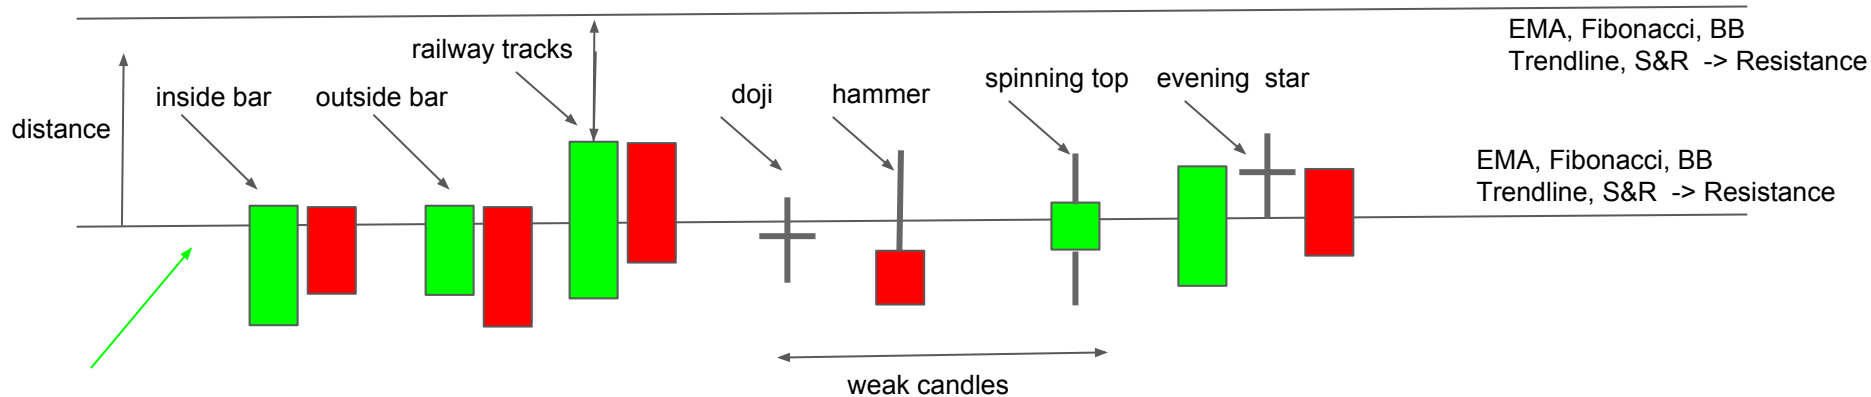 EMA, Fibonacci, BB
Trendline, S&R -> Resistance
railway tracks
spinning top
evening star
inside bar
outside bar
doji
hammer
distance
EMA, Fibonacci, BB
Trendline, S&R -> Resistance
weak candles